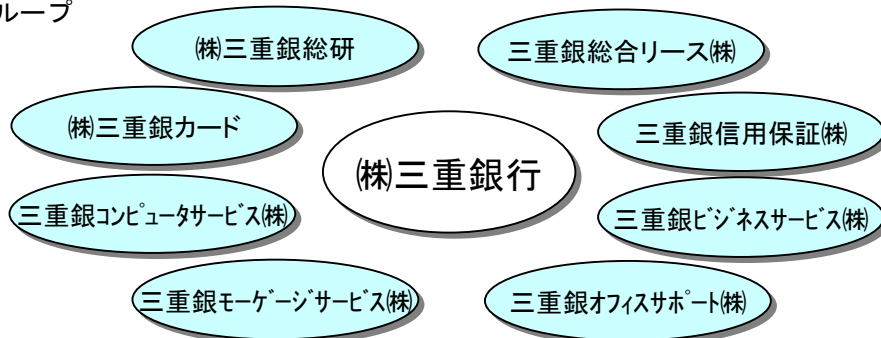 ループ
㈱三重銀総研
三重銀総合リース㈱
㈱三重銀カード
三重銀信用保証㈱
㈱三重銀行
三重銀ｺﾝﾋﾟｭｰﾀｻｰﾋﾞｽ㈱
三重銀ﾋﾞｼﾞﾈｽｻｰﾋﾞｽ㈱
三重銀ﾓｰｹﾞｰｼﾞｻｰﾋﾞｽ㈱
三重銀ｵﾌｨｽｻﾎﾟｰﾄ㈱